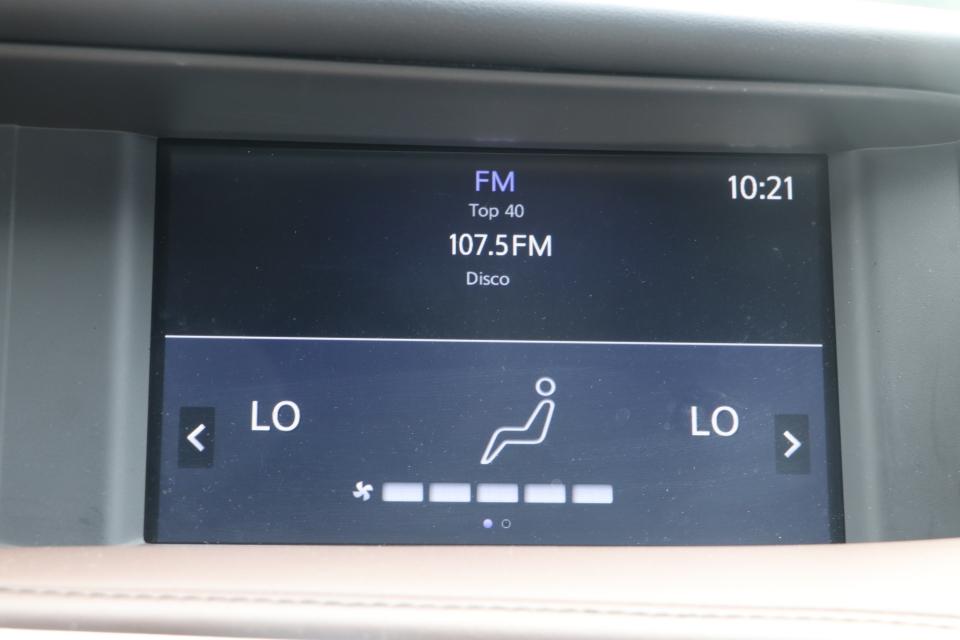 FM
10:21
Top 40
107.5FM
Disco
LO
LO